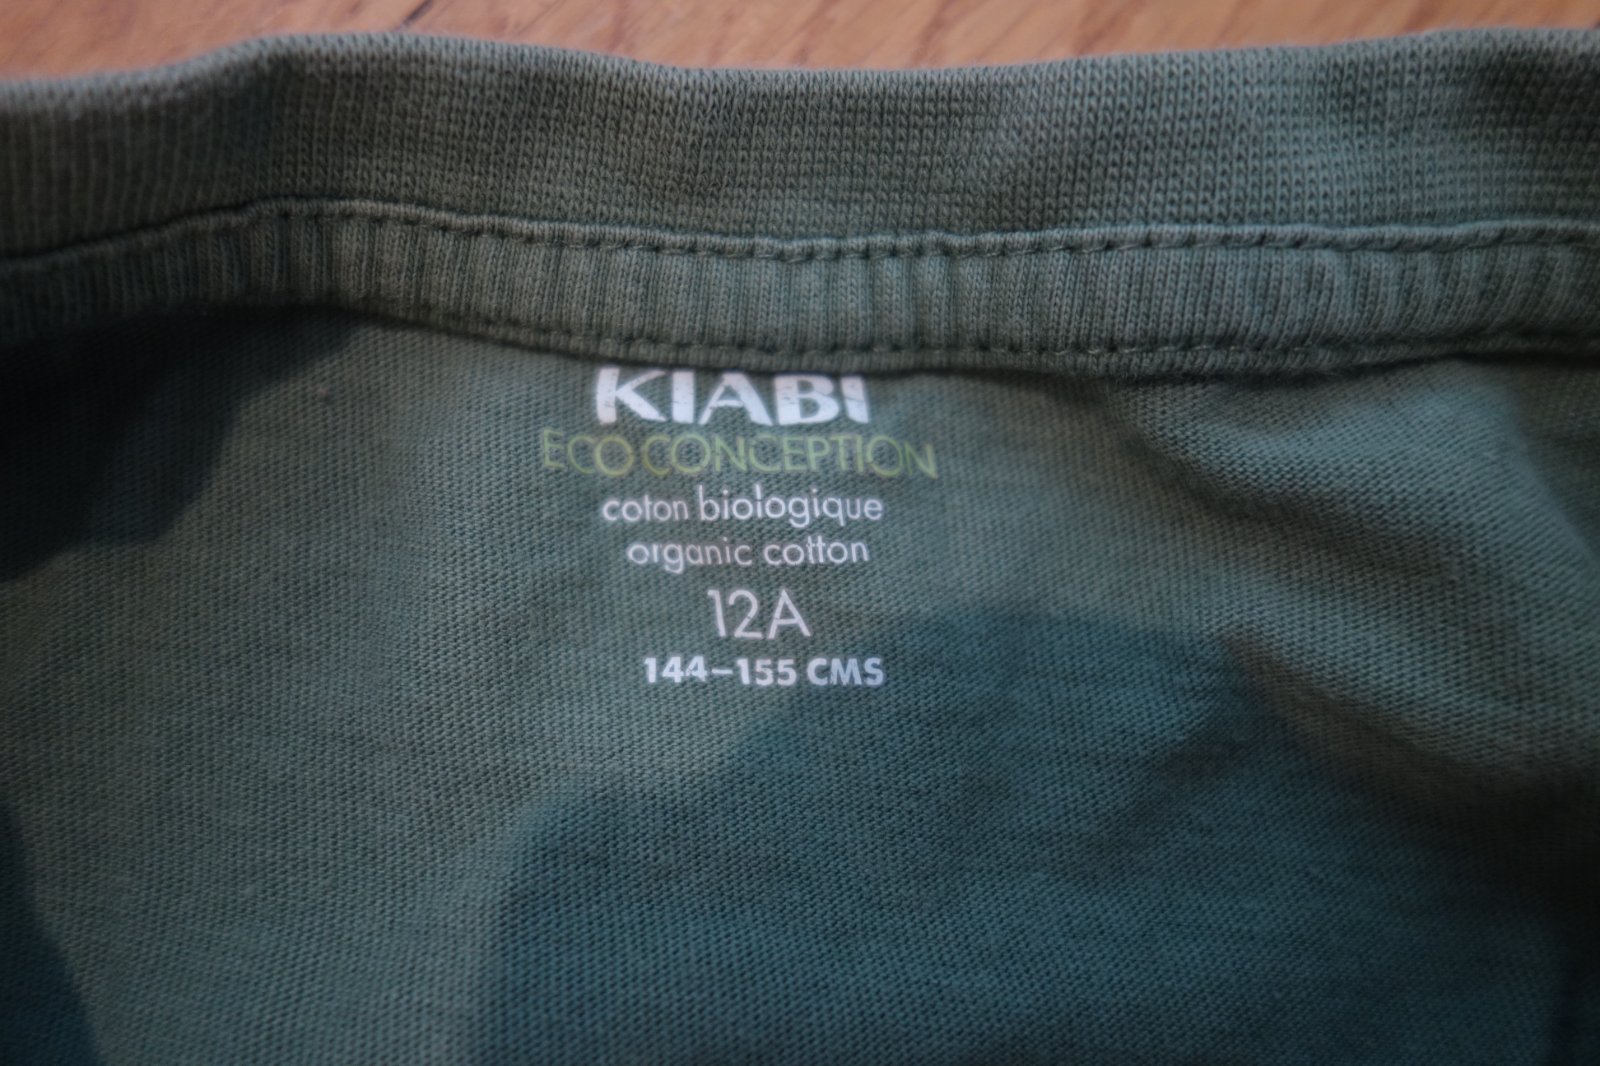 KIABI
ECO CONCEPTION
coton biologique
organic cotton
12A
144–155 CMS